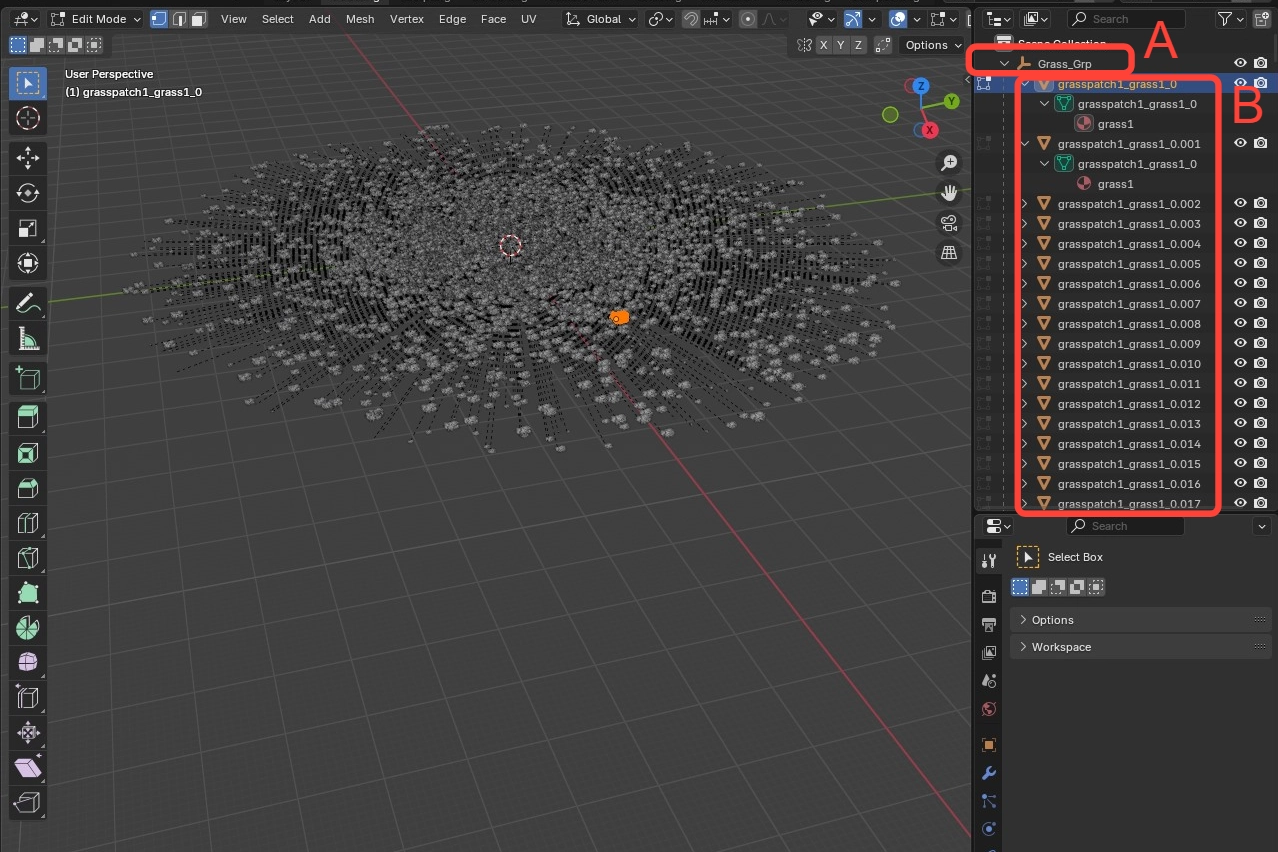 Edit Mode View Select Add Mesh Vertex Edge Face UV Global Search
X Y Z Options
Scene Collection
A
Grass_Grp
User Perspective
(1) grasspatch1_grass1_0
grasspatch1_grass1_0
B
grasspatch1_grass1_0
grass1
grasspatch1_grass1_0.001
grasspatch1_grass1_0
grass1
grasspatch1_grass1_0.002
grasspatch1_grass1_0.003
grasspatch1_grass1_0.004
grasspatch1_grass1_0.005
grasspatch1_grass1_0.006
grasspatch1_grass1_0.007
grasspatch1_grass1_0.008
grasspatch1_grass1_0.009
grasspatch1_grass1_0.010
grasspatch1_grass1_0.011
grasspatch1_grass1_0.012
grasspatch1_grass1_0.013
grasspatch1_grass1_0.014
grasspatch1_grass1_0.015
grasspatch1_grass1_0.016
grasspatch1_grass1_0.017
Z
Y
X
Search
Select Box
Options
Workspace